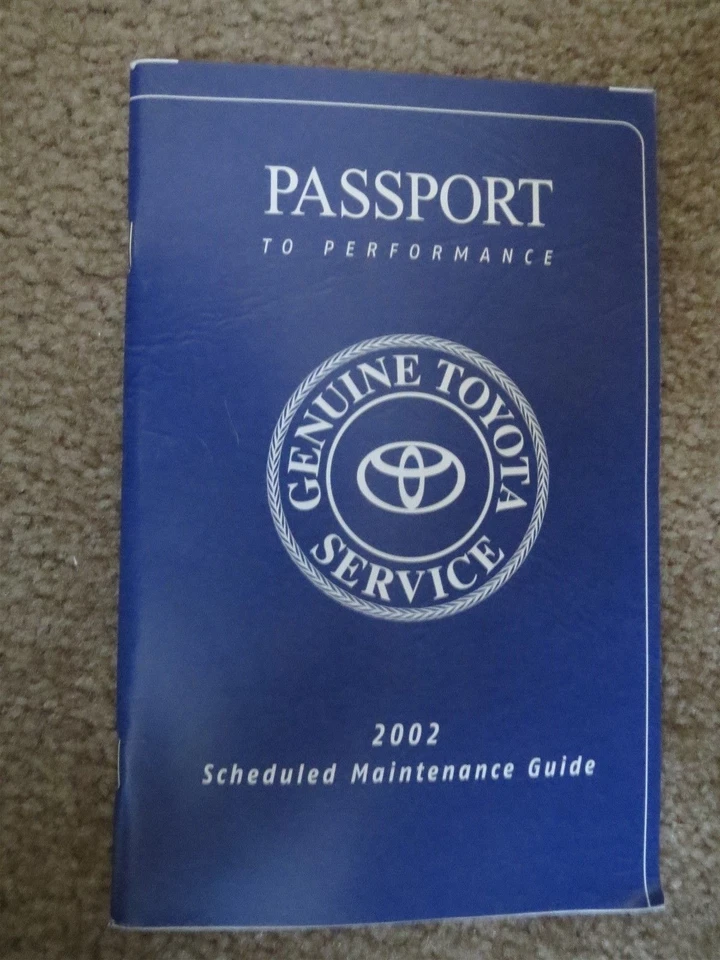 PASSPORT
TO PERFORMANCE
GENUINE TOYOTA
SERVICE
2002
Scheduled Maintenance Guide